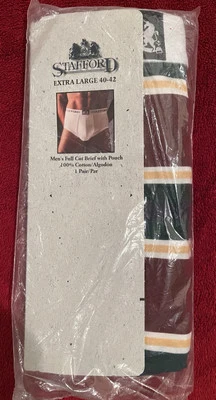 STAFFORD
EXTRA LARGE 40-42
Men's Full Cut Brief with Pouch
100% Cotton/Algodón
1 Pair/Par